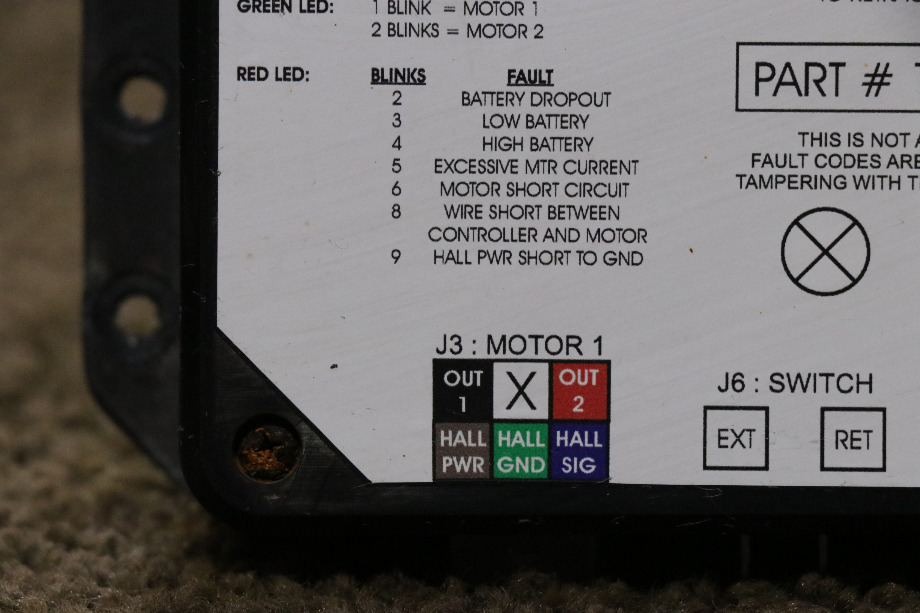 GREEN LED: 1 BLINK = MOTOR 1
2 BLINKS = MOTOR 2
RED LED: BLINKS FAULT
2 BATTERY DROPOUT
3 LOW BATTERY
4 HIGH BATTERY
5 EXCESSIVE MTR CURRENT
6 MOTOR SHORT CIRCUIT
8 WIRE SHORT BETWEEN
CONTROLLER AND MOTOR
9 HALL PWR SHORT TO GND
PART #
THIS IS NOT A
FAULT CODES ARE
TAMPERING WITH
J3 : MOTOR 1
OUT 1
X
OUT 2
HALL PWR
HALL GND
HALL SIG
J6 : SWITCH
EXT
RET